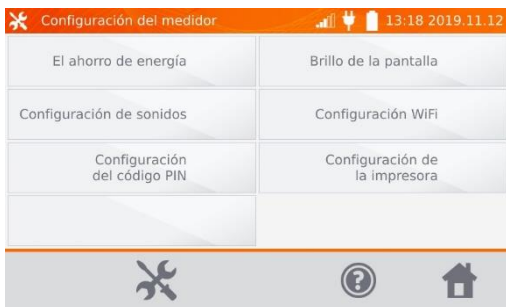 Configuración del medidor
13:18 2019.11.12
El ahorro de energía
Brillo de la pantalla
Configuración de sonidos
Configuración WiFi
Configuración
del código PIN
Configuración de
la impresora